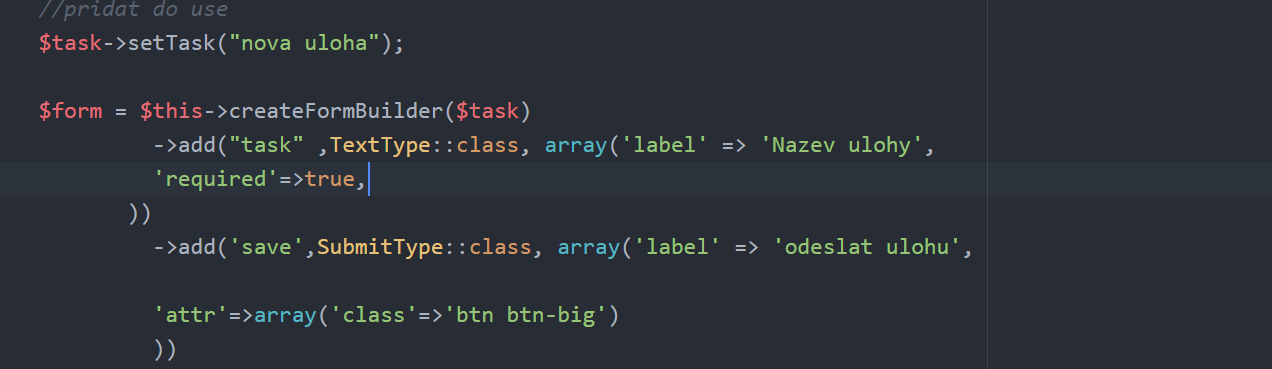 //pridat do use
$task->setTask("nova uloha");
$form = $this->createFormBuilder($task)
->add("task" ,TextType::class, array('label' => 'Nazev ulohy',
'required'=>true,
))
->add('save',SubmitType::class, array('label' => 'odeslat ulohu',
'attr'=>array('class'=>'btn btn-big')
))